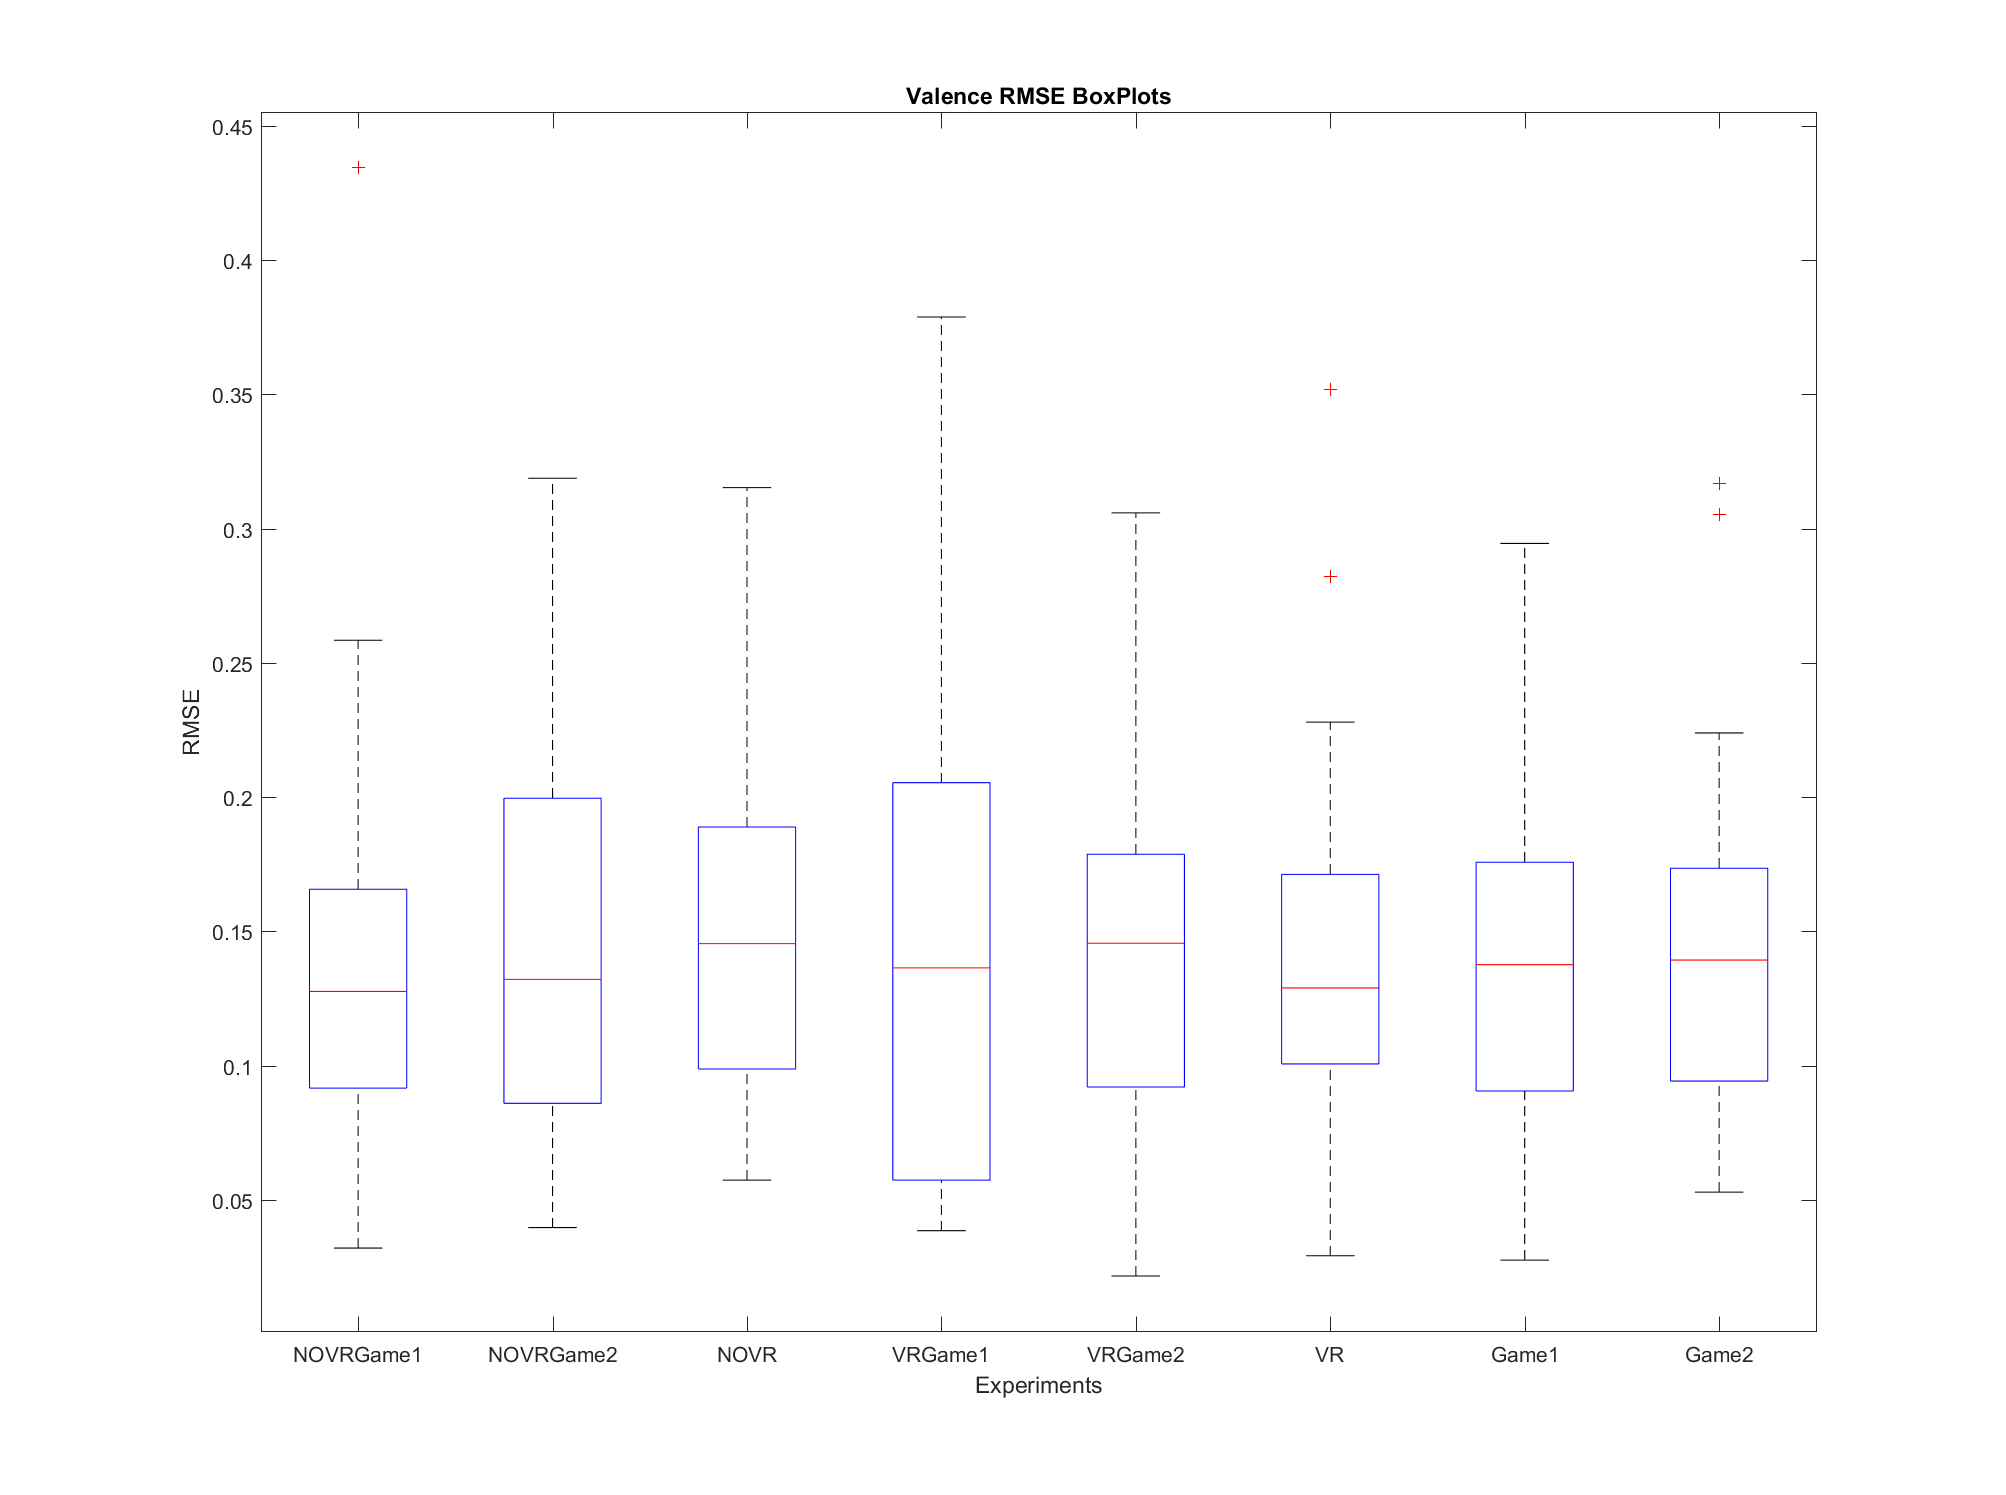 Valence RMSE BoxPlots
0.45
0.4
0.35
0.3
0.25
0.2
0.15
0.1
0.05
RMSE
NOVRGame1 NOVRGame2 NOVR VRGame1 VRGame2 VR Game1 Game2
Experiments